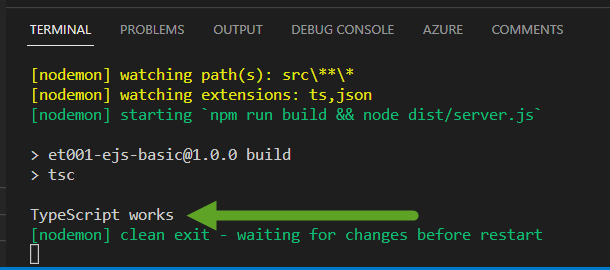 TERMINAL PROBLEMS OUTPUT DEBUG CONSOLE AZURE COMMENTS
[nodemon] watching path(s): src\**\*
[nodemon] watching extensions: ts,json
[nodemon] starting `npm run build && node dist/server.js`
> et001-ejs-basic@1.0.0 build
> tsc
TypeScript works
[nodemon] clean exit - waiting for changes before restart